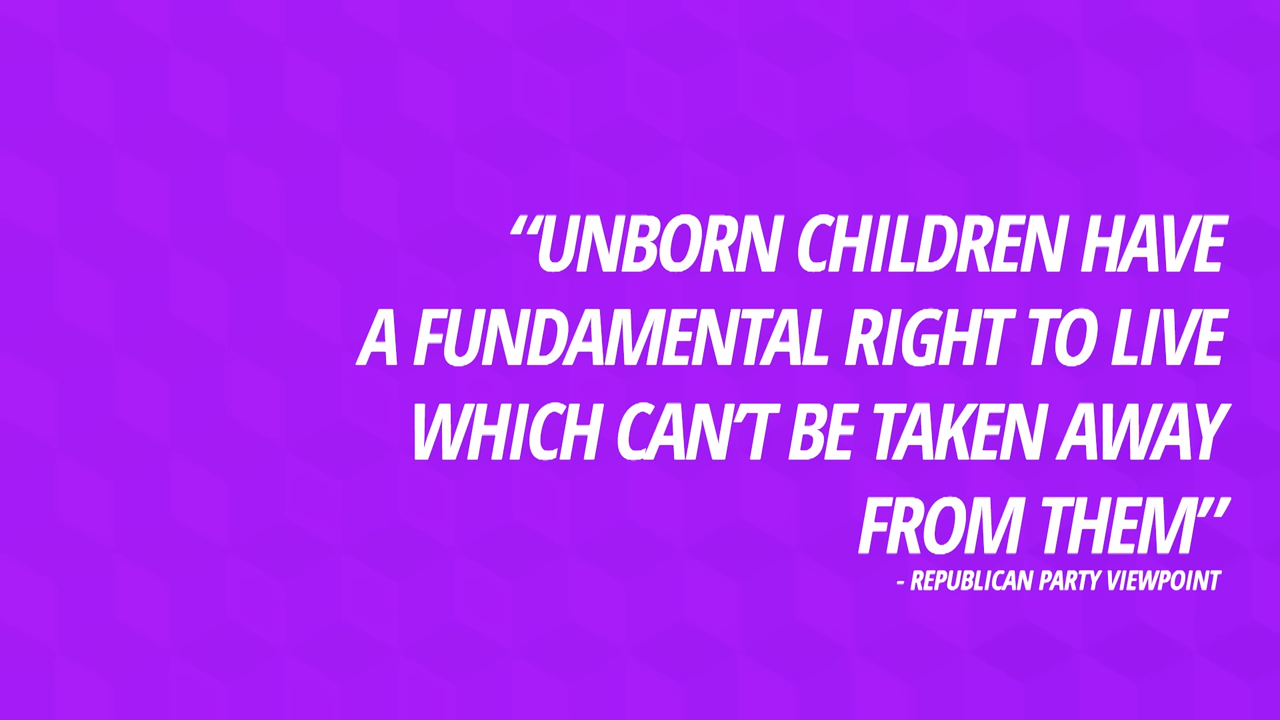 “UNBORN CHILDREN HAVE
A FUNDAMENTAL RIGHT TO LIVE
WHICH CAN’T BE TAKEN AWAY
FROM THEM”
- REPUBLICAN PARTY VIEWPOINT